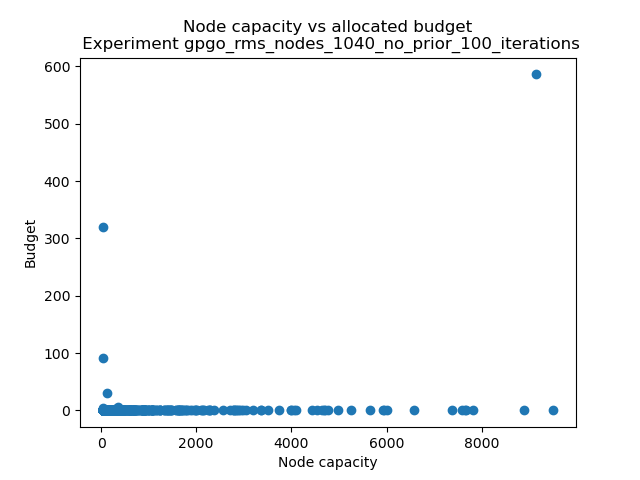 Node capacity vs allocated budget
Experiment gpgo_rms_nodes_1040_no_prior_100_iterations
600
500
400
300
200
100
0
Budget
0 2000 4000 6000 8000
Node capacity